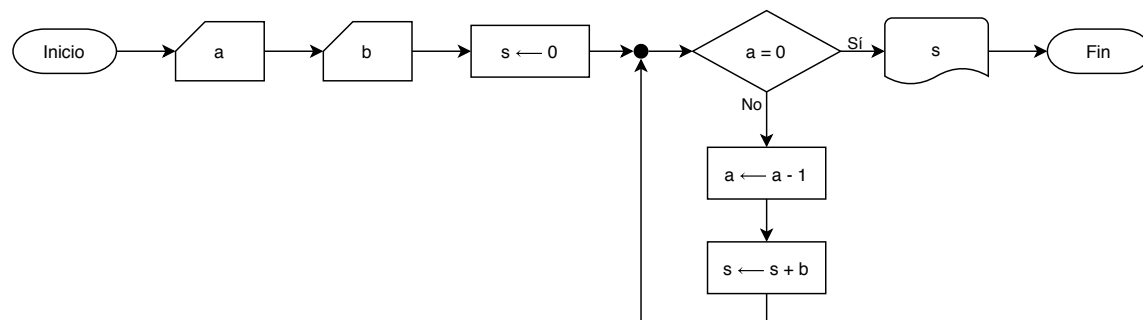 Inicio
a
b
s ⟵ 0
a = 0
Sí
s
Fin
No
a ⟵ a - 1
s ⟵ s + b